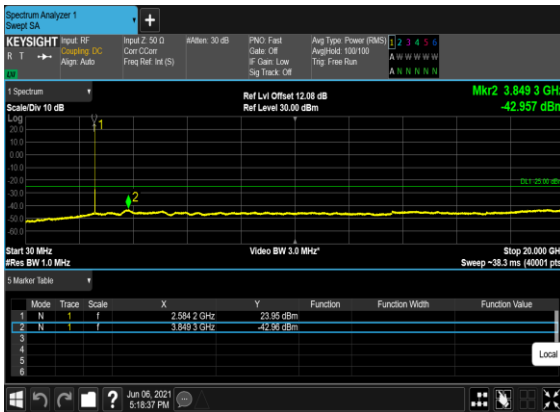 Spectrum Analyzer 1
Swept SA
+
KEYSIGHT Input: RF Input Z: 50 Ω #Atten: 30 dB PNO: Fast Avg Type: Power (RMS) 1 2 3 4 5 6
R T Coupling: DC Corr CCorr Gate: Off Avg|Hold: 100/100 A W W W W W
Align: Auto Freq Ref: Int (S) IF Gain: Low Trig: Free Run
Sig Track: Off A N N N N N
1 Spectrum
Scale/Div 10 dB Ref Lvl Offset 12.08 dB Mkr2 3.849 3 GHz
Ref Level 30.00 dBm -42.957 dBm
Log
20.0
10.0
0.00
-10.0
-20.0
-30.0
-40.0
-50.0
-60.0
1
2
Start 30 MHz Video BW 3.0 MHz* Stop 20.000 GH
#Res BW 1.0 MHz Sweep ~38.3 ms (40001 pts
5 Marker Table
Mode Trace Scale X Y Function Function Width Function Value
1 N 1 f 2.584 2 GHz 23.95 dBm
2 N 1 f 3.849 3 GHz -42.96 dBm
3
4
5
6
Local
?
Jun 06, 2021
5:18:37 PM